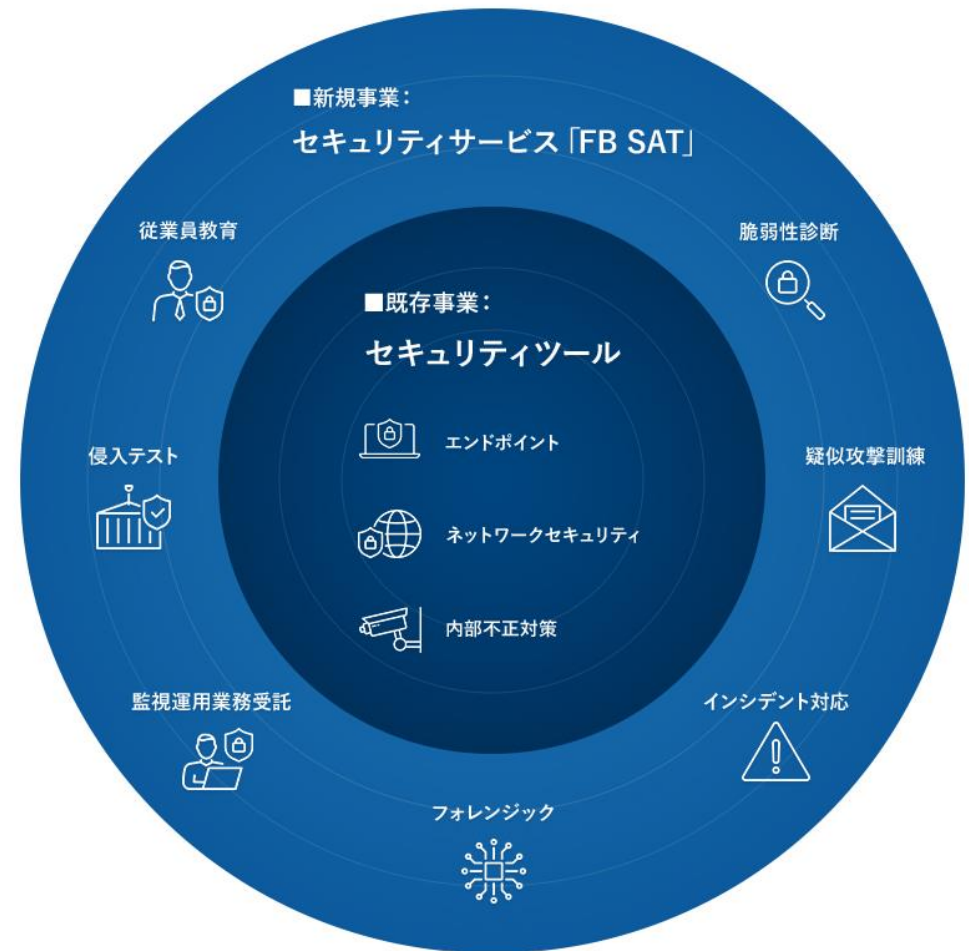 ■新規事業：
セキュリティサービス「FB SAT」
従業員教育
脆弱性診断
■既存事業：
セキュリティツール
エンドポイント
侵入テスト
疑似攻撃訓練
ネットワークセキュリティ
内部不正対策
監視運用業務受託
インシデント対応
フォレンジック